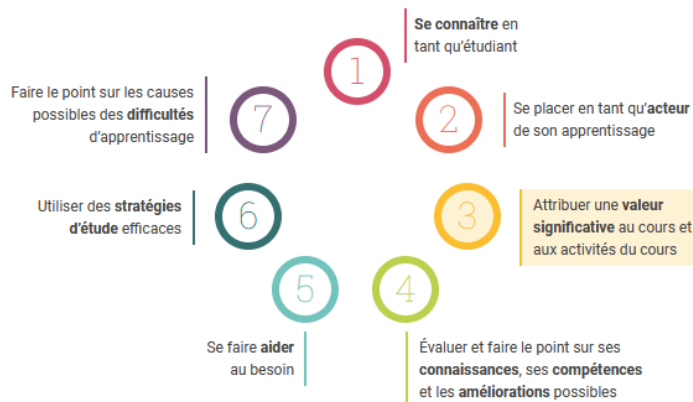 1
Se connaître en
tant qu'étudiant
2
Se placer en tant qu'acteur
de son apprentissage
3
Attribuer une valeur
significative au cours et
aux activités du cours
4
Évaluer et faire le point sur ses
connaissances, ses compétences
et les améliorations possibles
5
Se faire aider
au besoin
6
Utiliser des stratégies
d'étude efficaces
7
Faire le point sur les causes
possibles des difficultés
d'apprentissage